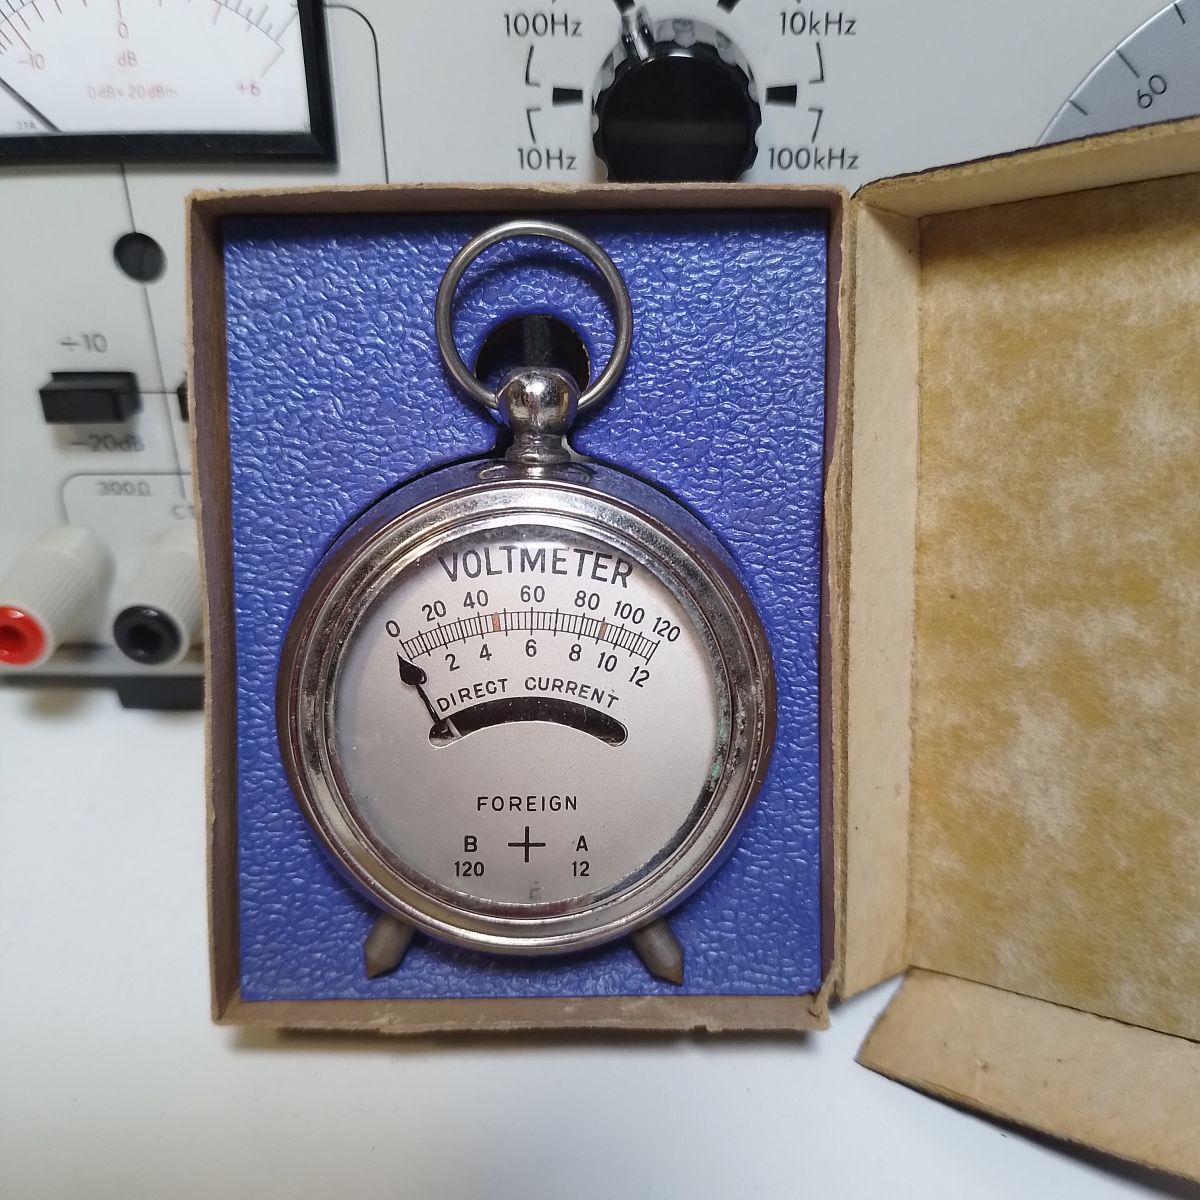 100Hz
10kHz
10Hz
100kHz
60
0
-10
dB
0dB=20dBm
+6
÷10
-20dB
300Ω
VOLTMETER
0 20 40 60 80 100 120
2 4 6 8 10 12
DIRECT CURRENT
FOREIGN
B + A
120 12